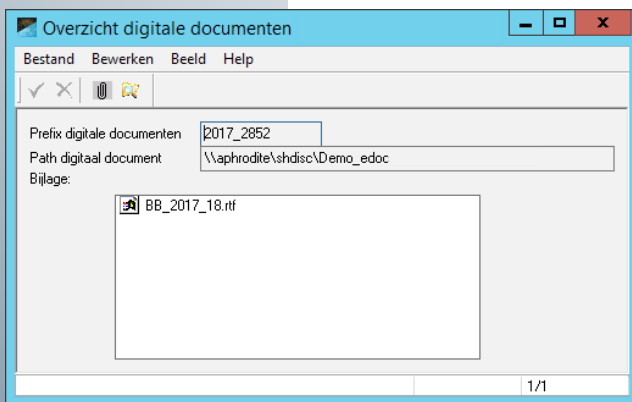 Overzicht digitale documenten
Bestand Bewerken Beeld Help
Prefix digitale documenten 2017_2852
Path digitaal document \\aphrodite\shdisc\Demo_edoc
Bijlage:
BB_2017_18.rtf
1/1